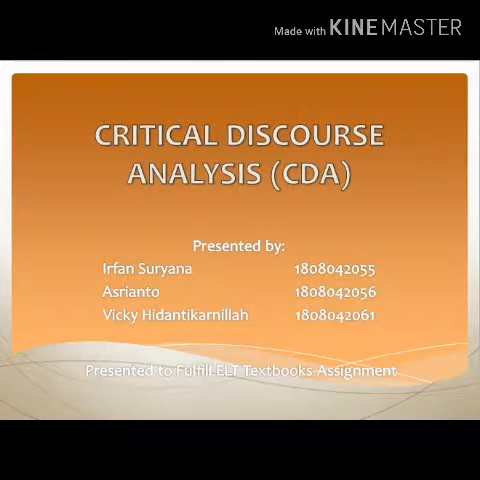 Made with KINEMASTER
CRITICAL DISCOURSE
ANALYSIS (CDA)
Presented by:
Irfan Suryana 1808042055
Asrianto 1808042056
Vicky Hidantikarnillah 1808042061
Presented to Fulfill ELT Textbooks Assignment